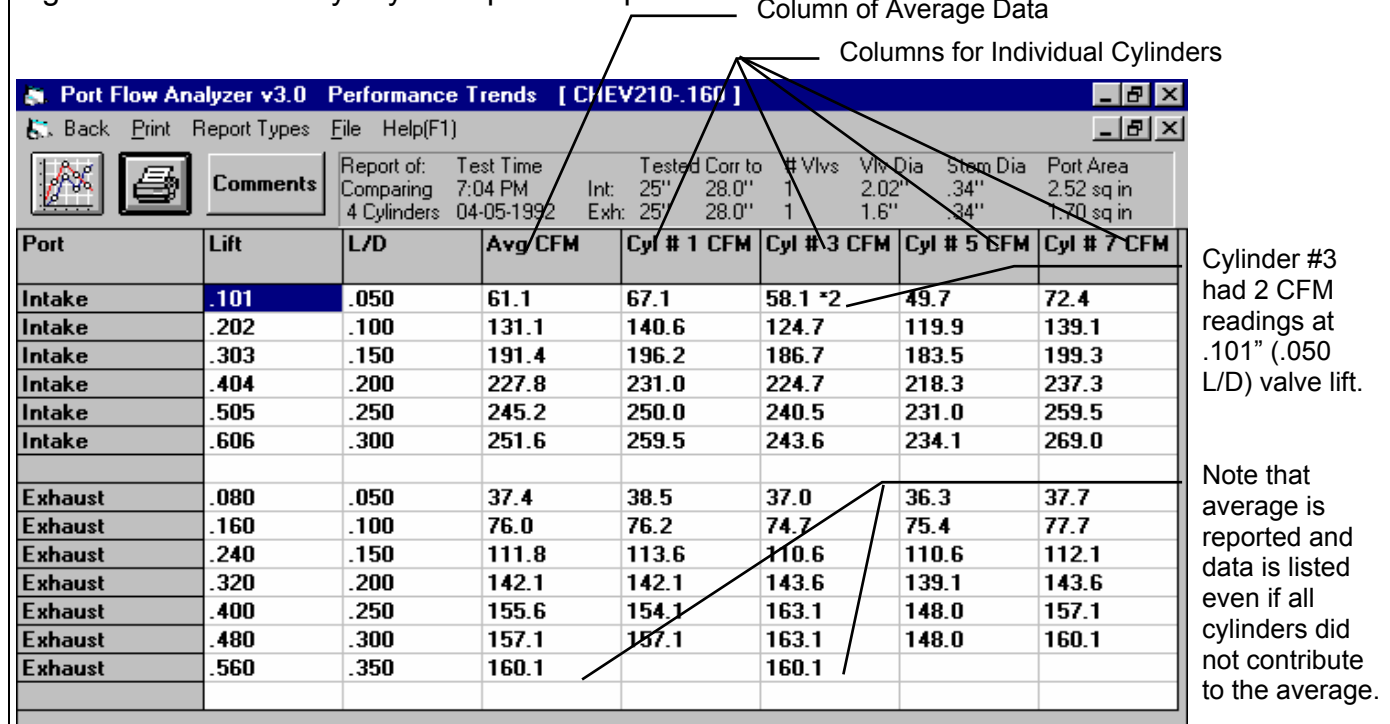 Column of Average Data
Columns for Individual Cylinders
Port Flow Analyzer v3.0 Performance Trends [ CHEV210-.160 ]
Back Print Report Types File Help(F1)
Comments
Report of: Test Time Tested Corr to # Vlvs Vlv Dia Stem Dia Port Area
Comparing 7:04 PM Int: 25" 28.0" 1 2.02" .34" 2.52 sq in
4 Cylinders 04-05-1992 Exh: 25" 28.0" 1 1.6" .34" 1.70 sq in
Port Lift L/D Avg CFM Cyl # 1 CFM Cyl # 3 CFM Cyl # 5 CFM Cyl # 7 CFM
Intake .101 .050 61.1 67.1 58.1 *2 49.7 72.4
Intake .202 .100 131.1 140.6 124.7 119.9 139.1
Intake .303 .150 191.4 196.2 186.7 183.5 199.3
Intake .404 .200 227.8 231.0 224.7 218.3 237.3
Intake .505 .250 245.2 250.0 240.5 231.0 259.5
Intake .606 .300 251.6 259.5 243.6 234.1 269.0
Exhaust .080 .050 37.4 38.5 37.0 36.3 37.7
Exhaust .160 .100 76.0 76.2 74.7 75.4 77.7
Exhaust .240 .150 111.8 113.6 110.6 110.6 112.1
Exhaust .320 .200 142.1 142.1 143.6 139.1 143.6
Exhaust .400 .250 155.6 154.1 163.1 148.0 157.1
Exhaust .480 .300 157.1 157.1 163.1 148.0 160.1
Exhaust .560 .350 160.1 160.1
Cylinder #3
had 2 CFM
readings at
.101” (.050
L/D) valve lift.
Note that
average is
reported and
data is listed
even if all
cylinders did
not contribute
to the average.